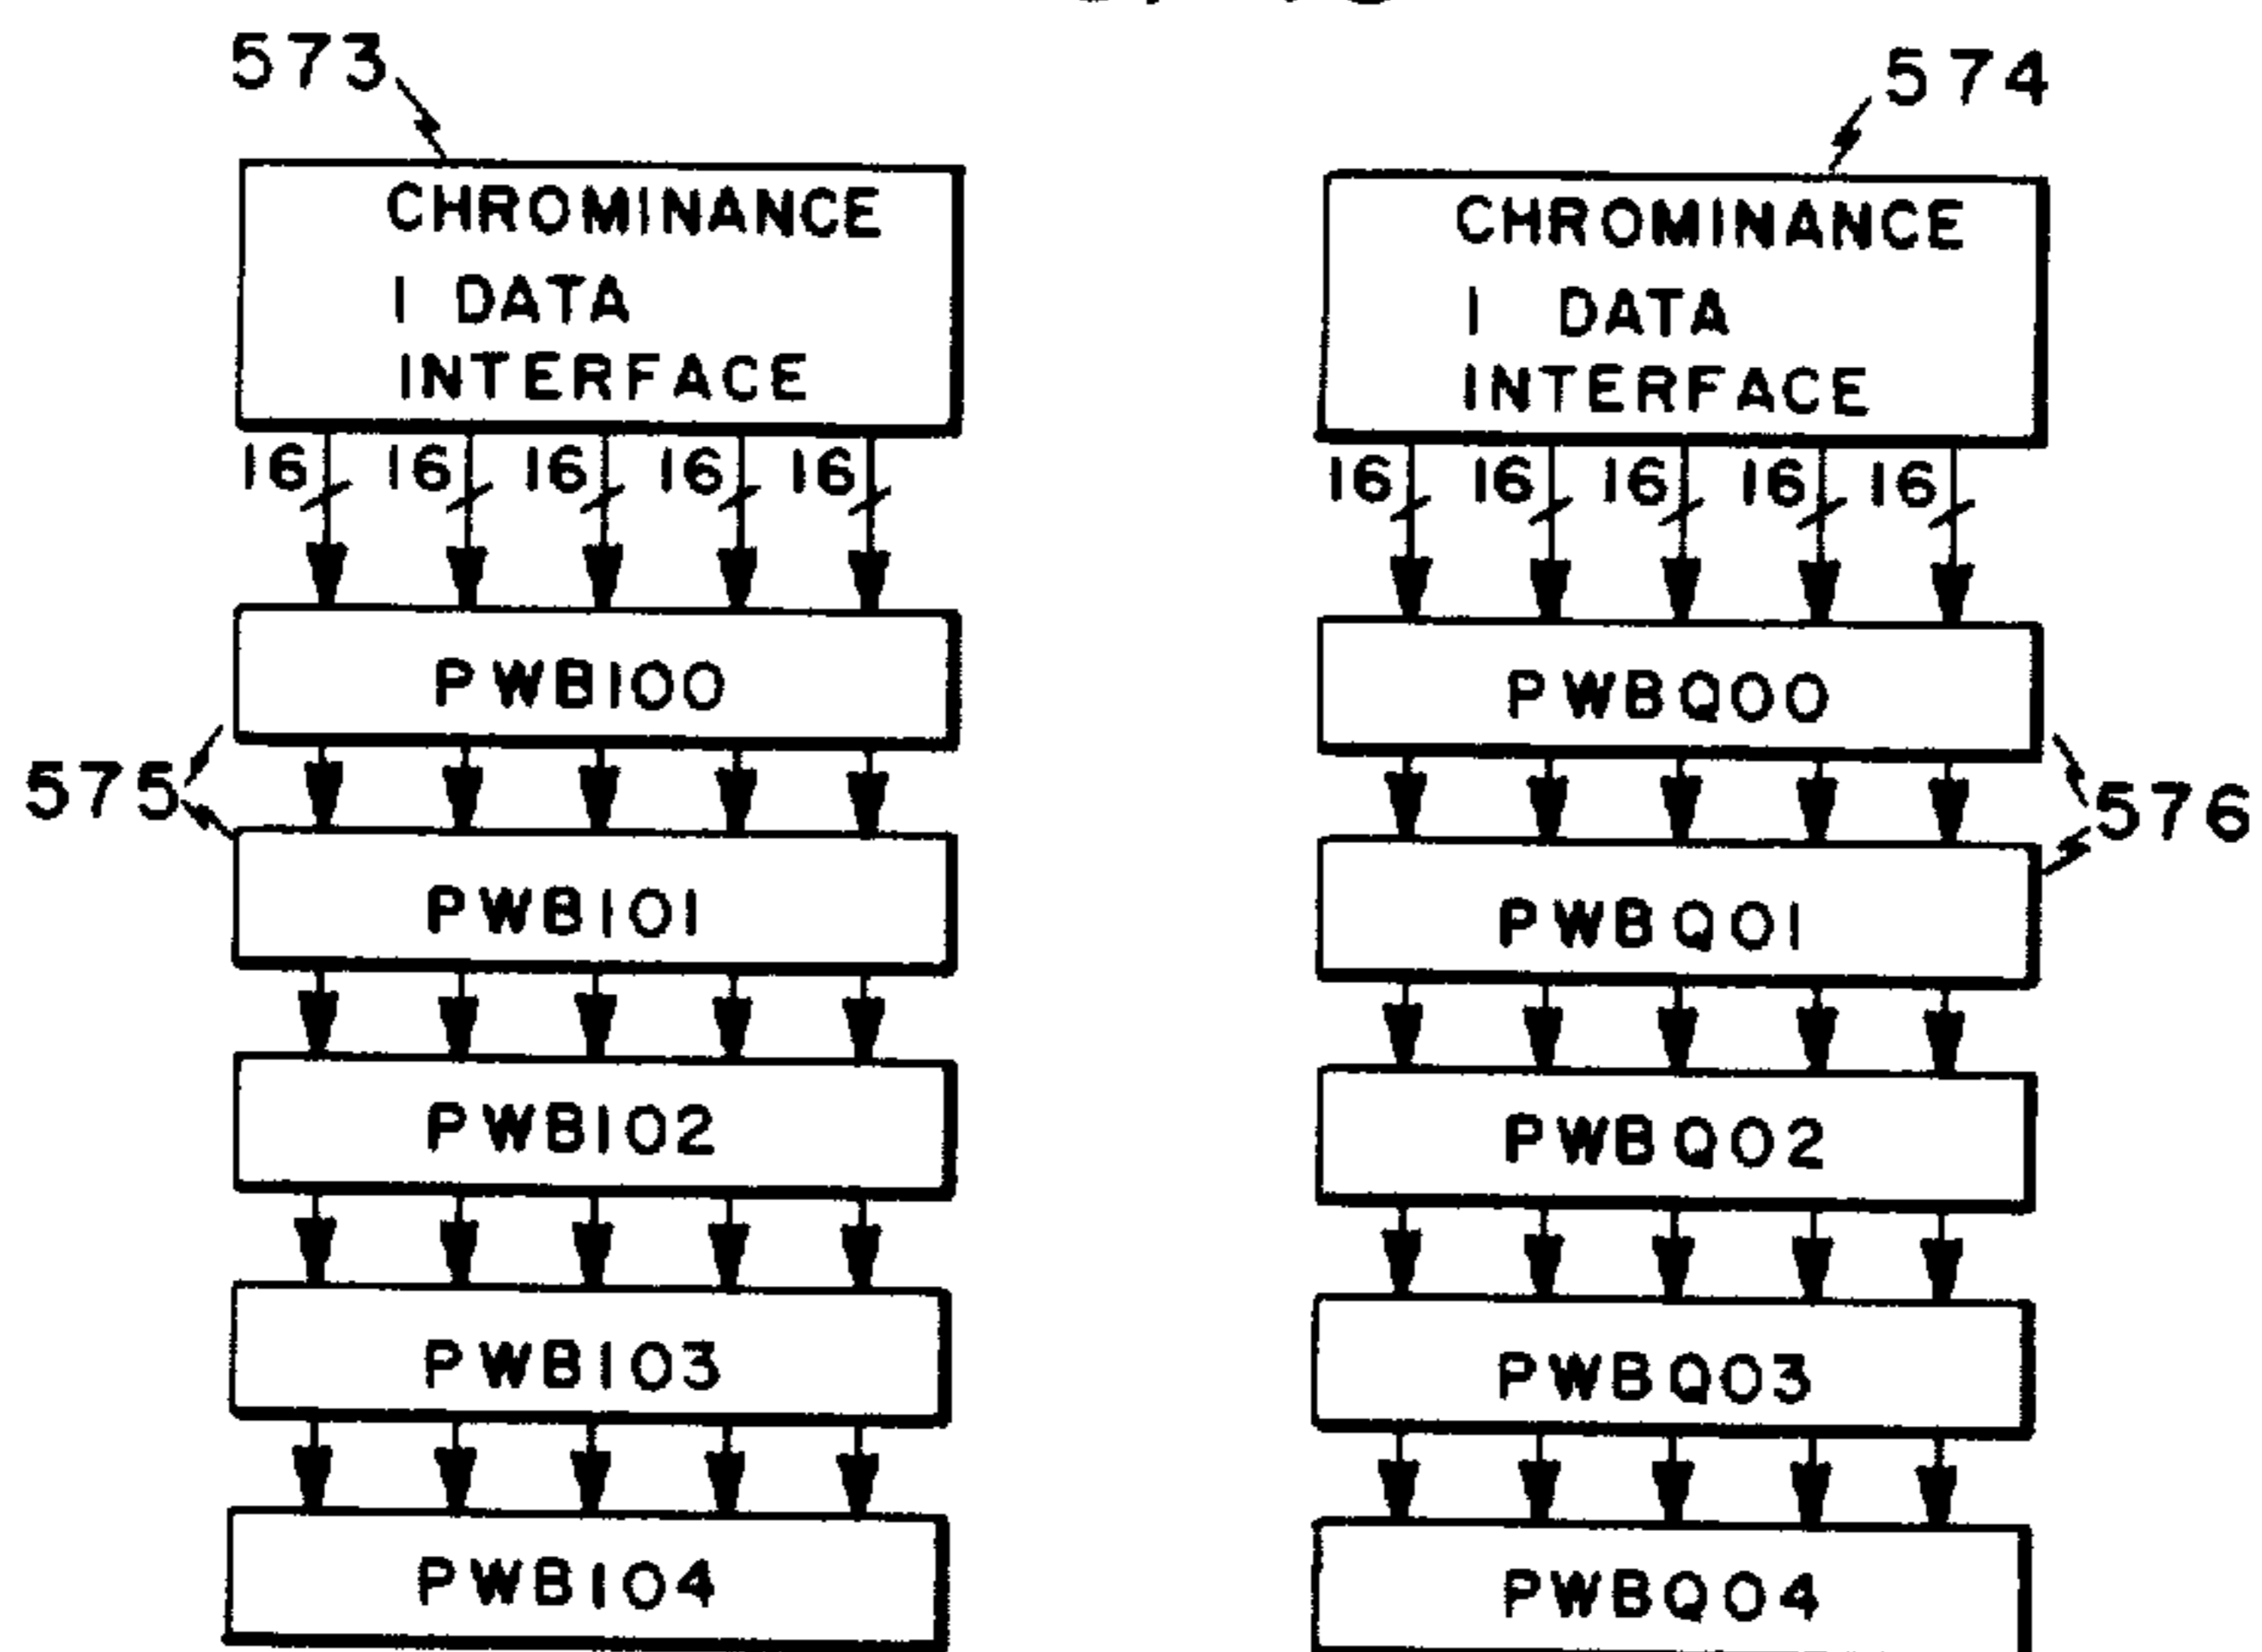 573
CHROMINANCE
I DATA
INTERFACE
16 16 16 16 16
PWBI00
575
PWBI01
PWBI02
PWBI03
PWBI04
574
CHROMINANCE
I DATA
INTERFACE
16 16 16 16 16
PWBQ00
576
PWBQ01
PWBQ02
PWBQ03
PWBQ04